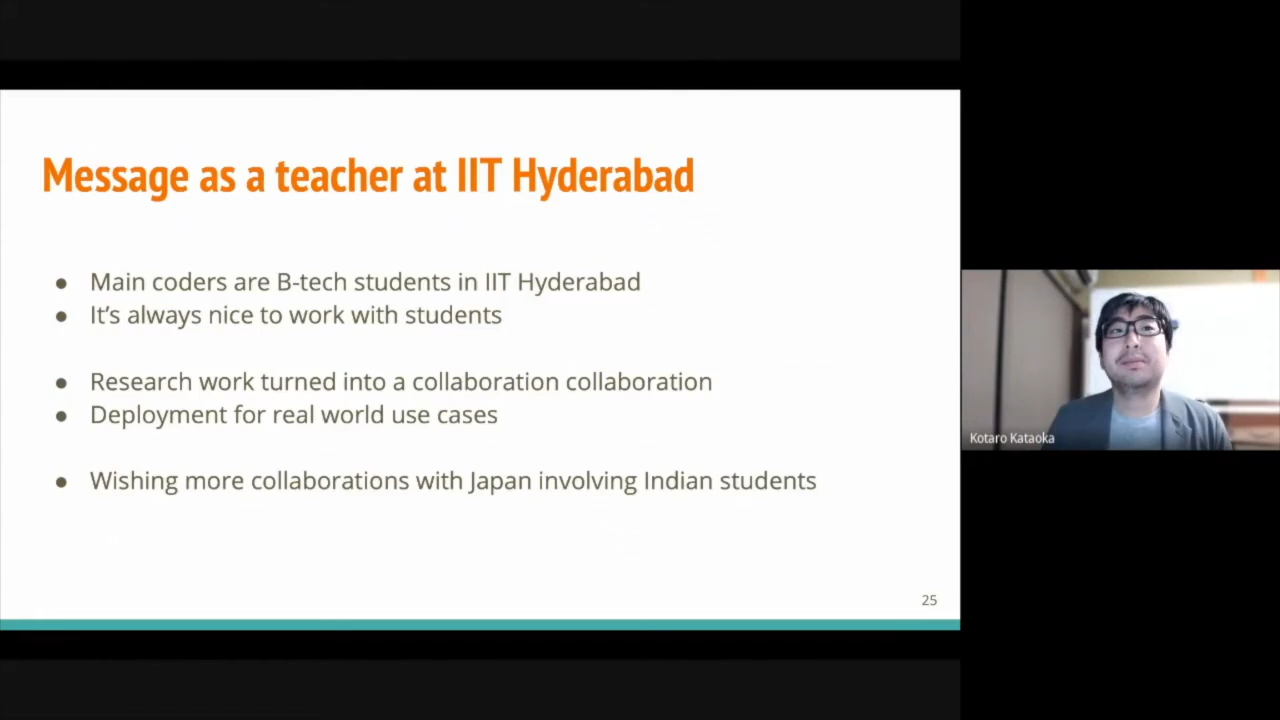 Message as a teacher at IIT Hyderabad
● Main coders are B-tech students in IIT Hyderabad
● It's always nice to work with students
● Research work turned into a collaboration collaboration
● Deployment for real world use cases
● Wishing more collaborations with Japan involving Indian students
25
Kotaro Kataoka